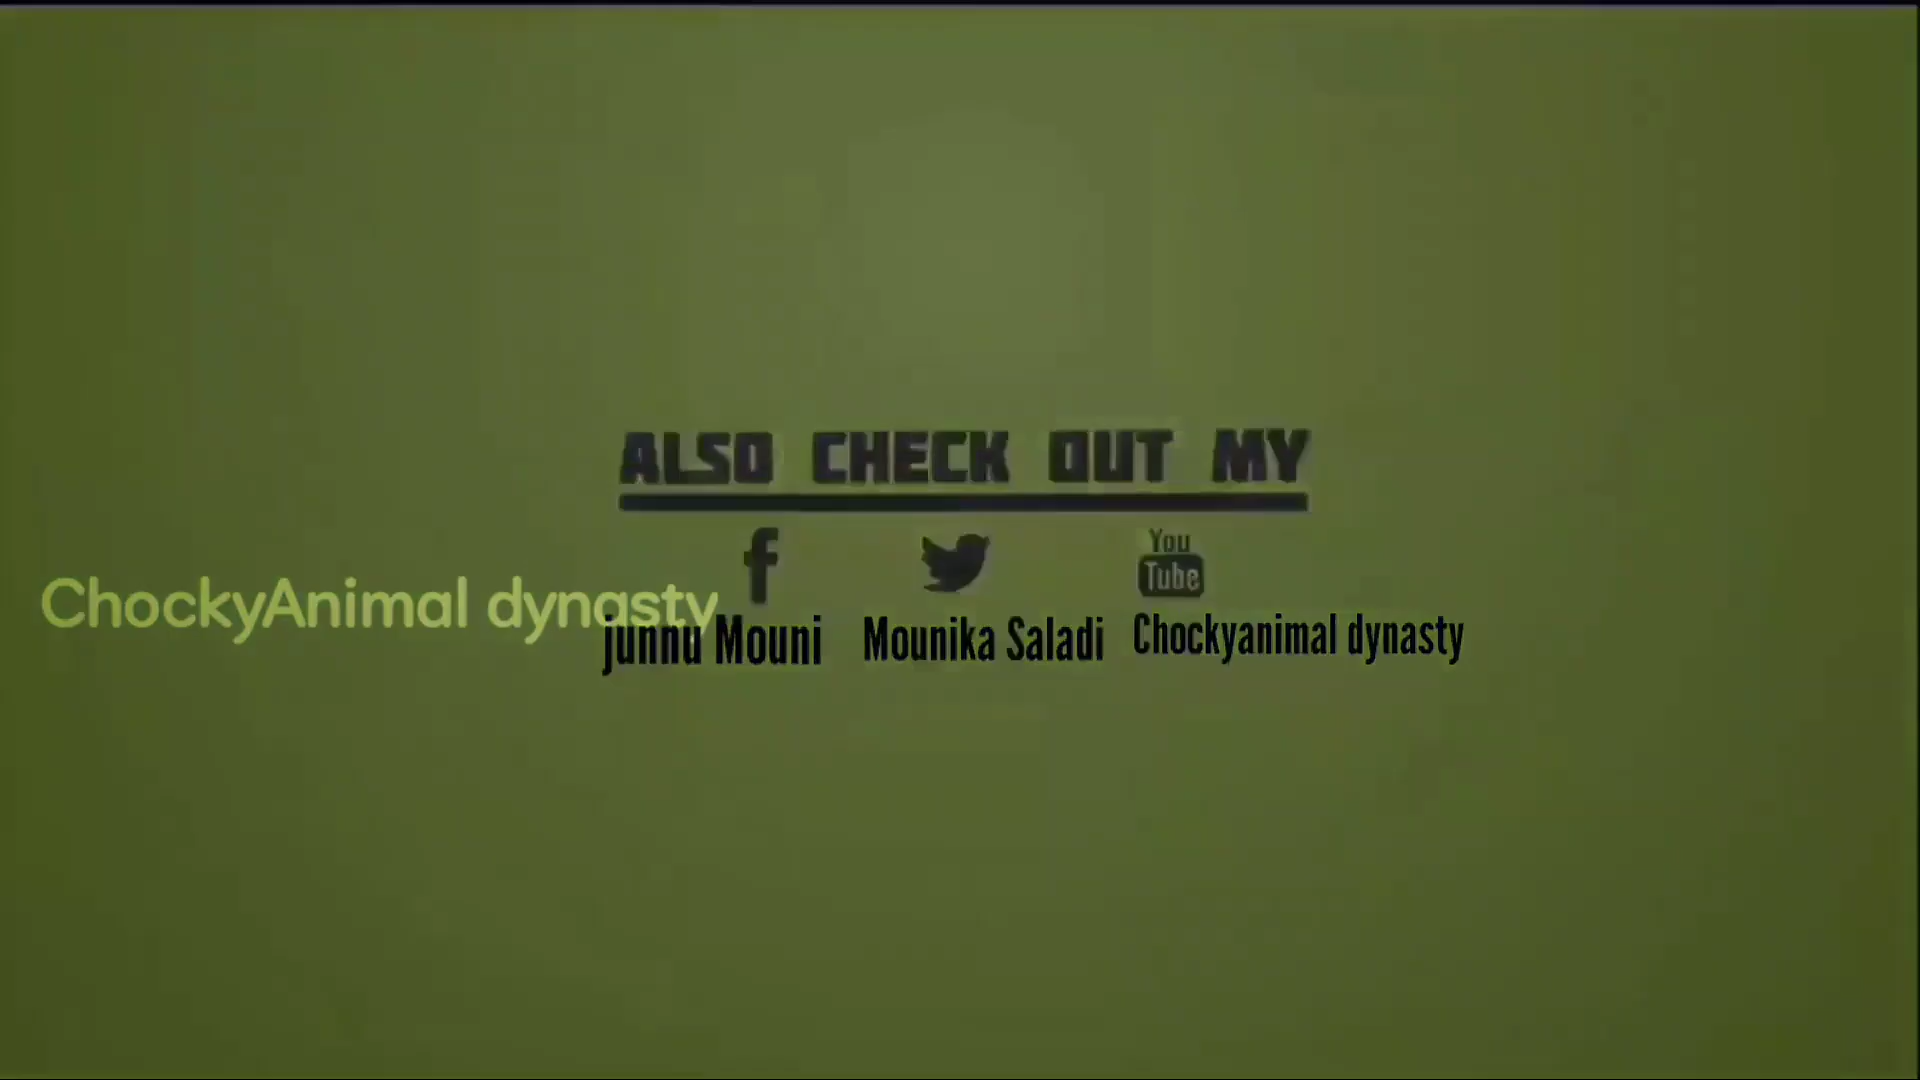 ALSO CHECK OUT MY
You
Tube
ChockyAnimal dynasty
junnu Mouni
Mounika Saladi
Chockyanimal dynasty